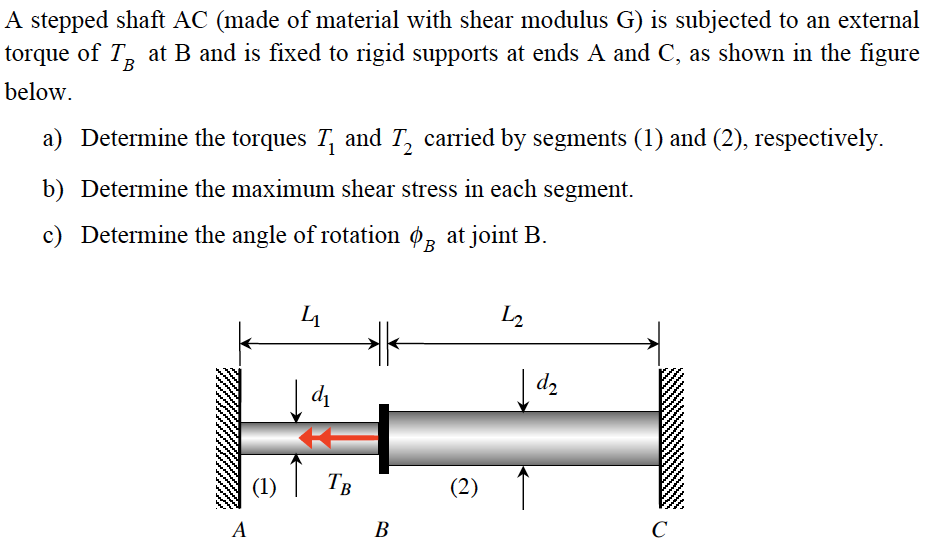 A stepped shaft AC (made of material with shear modulus G) is subjected to an external
torque of T_B at B and is fixed to rigid supports at ends A and C, as shown in the figure
below.
a) Determine the torques T_1 and T_2 carried by segments (1) and (2), respectively.
b) Determine the maximum shear stress in each segment.
c) Determine the angle of rotation ϕ_B at joint B.
L_1 L_2
d_1 d_2
(1) T_B (2)
A B C